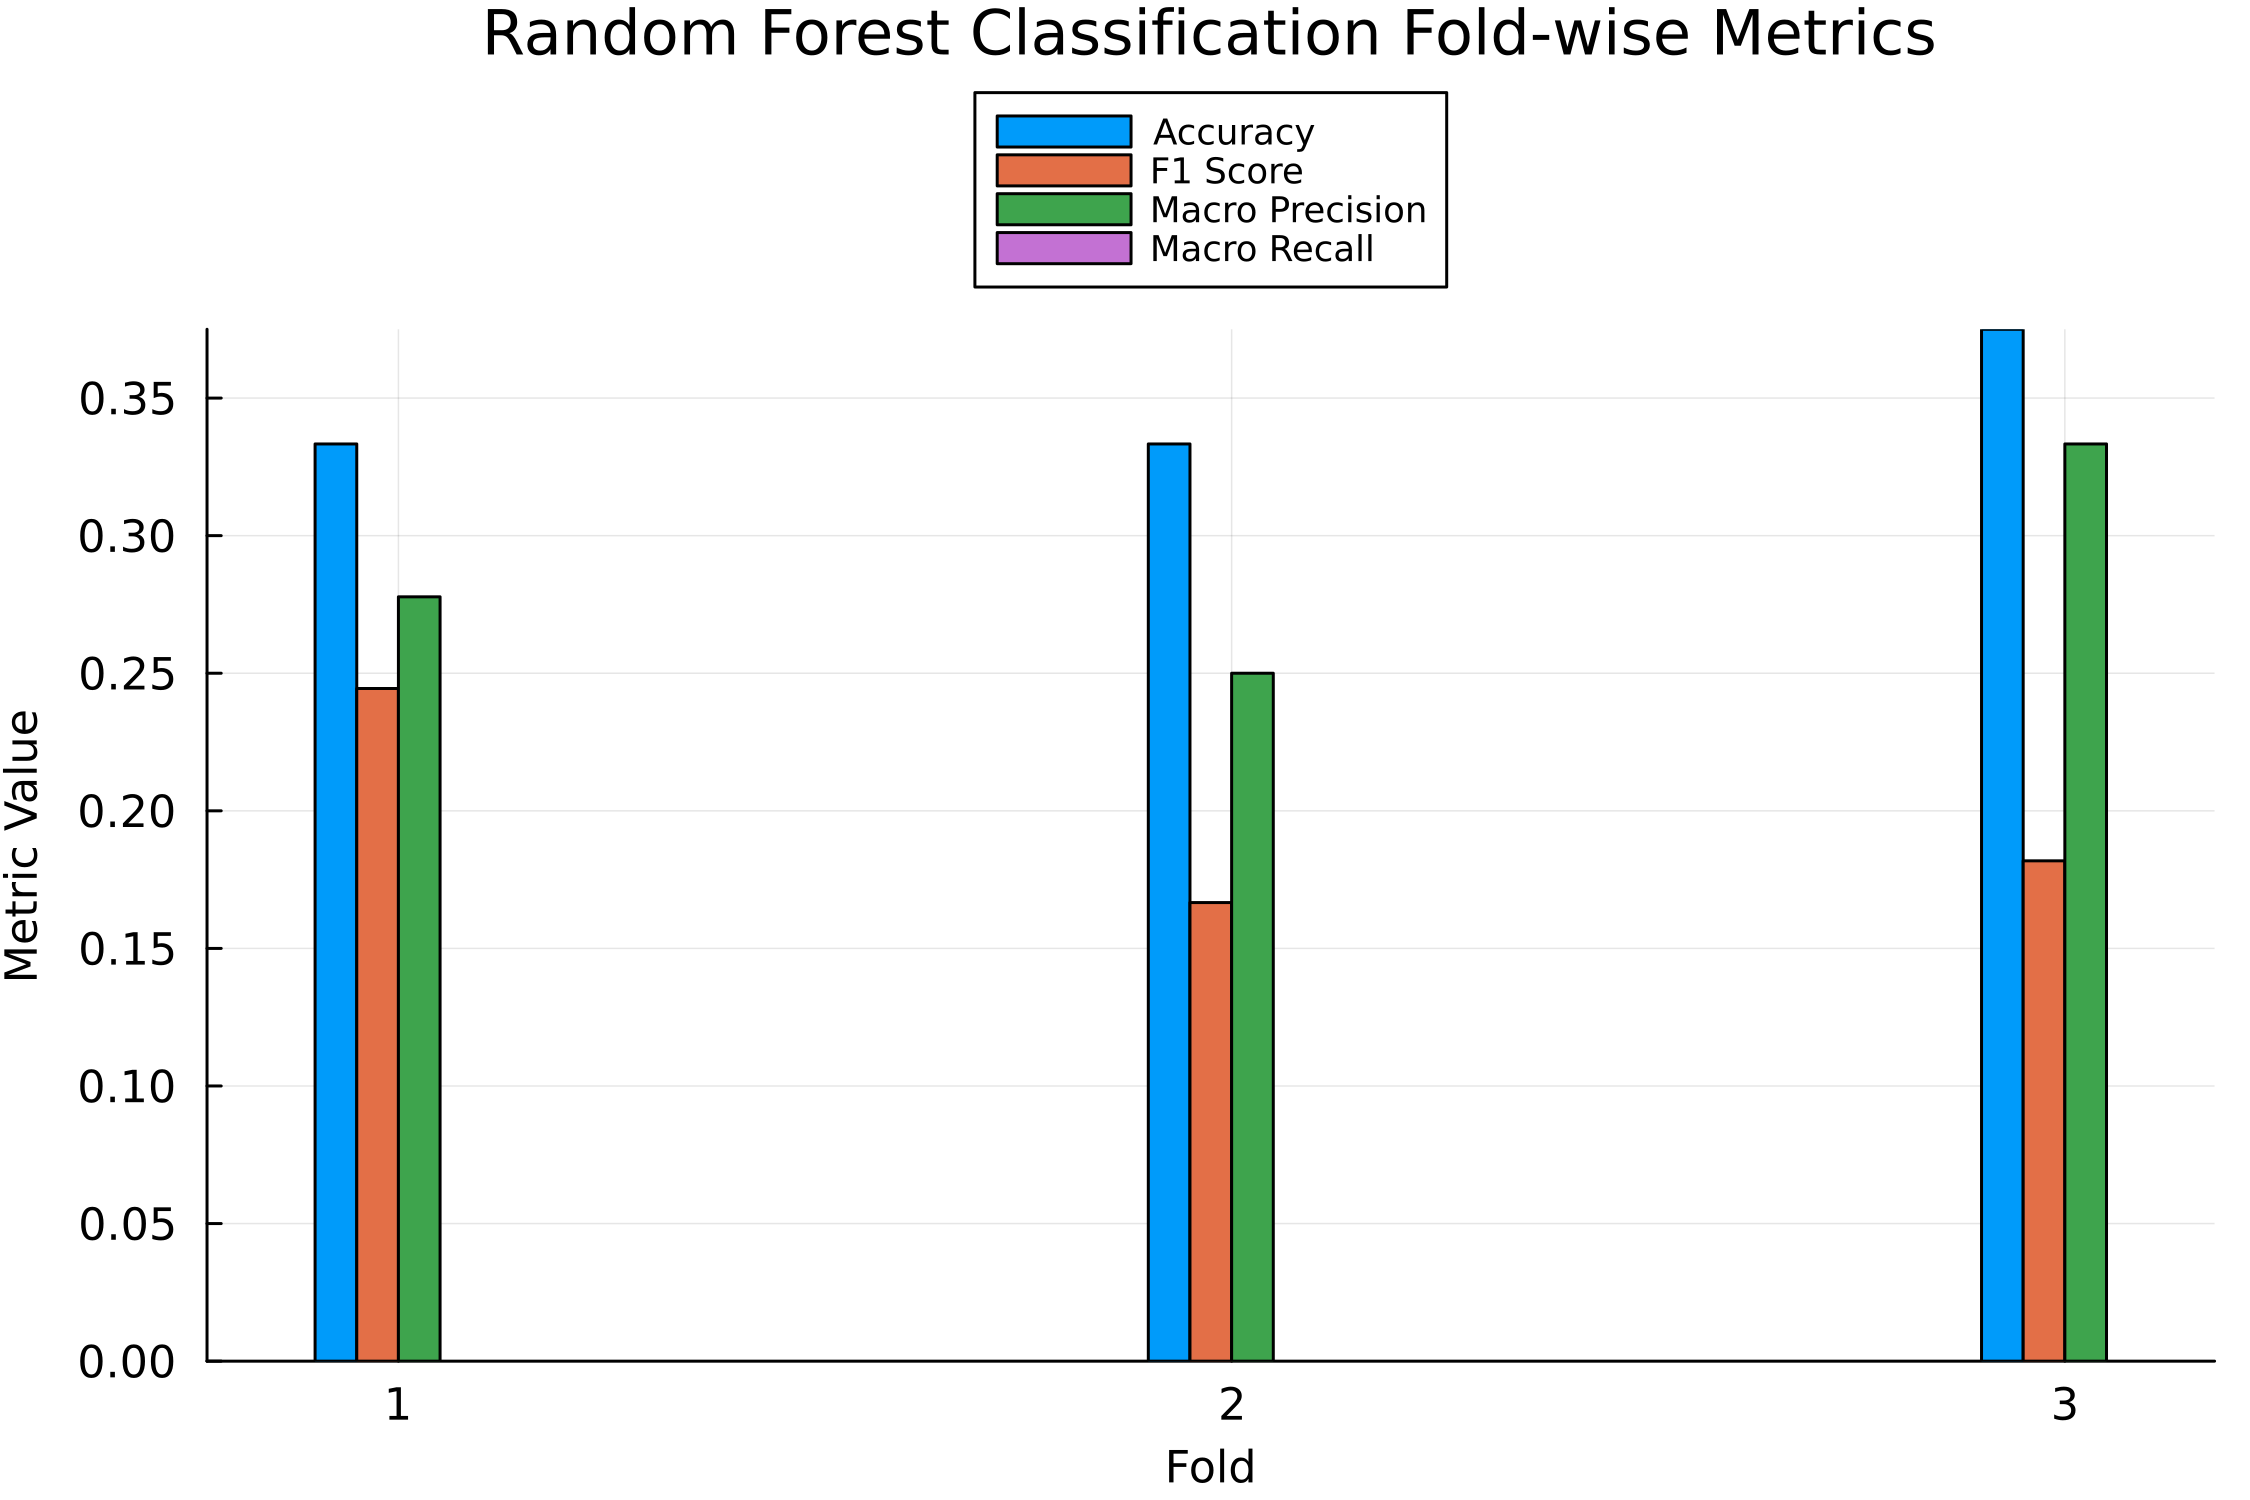 Random Forest Classification Fold-wise Metrics
Accuracy
F1 Score
Macro Precision
Macro Recall
0.35
0.30
0.25
0.20
0.15
0.10
0.05
0.00
Metric Value
1 2 3
Fold